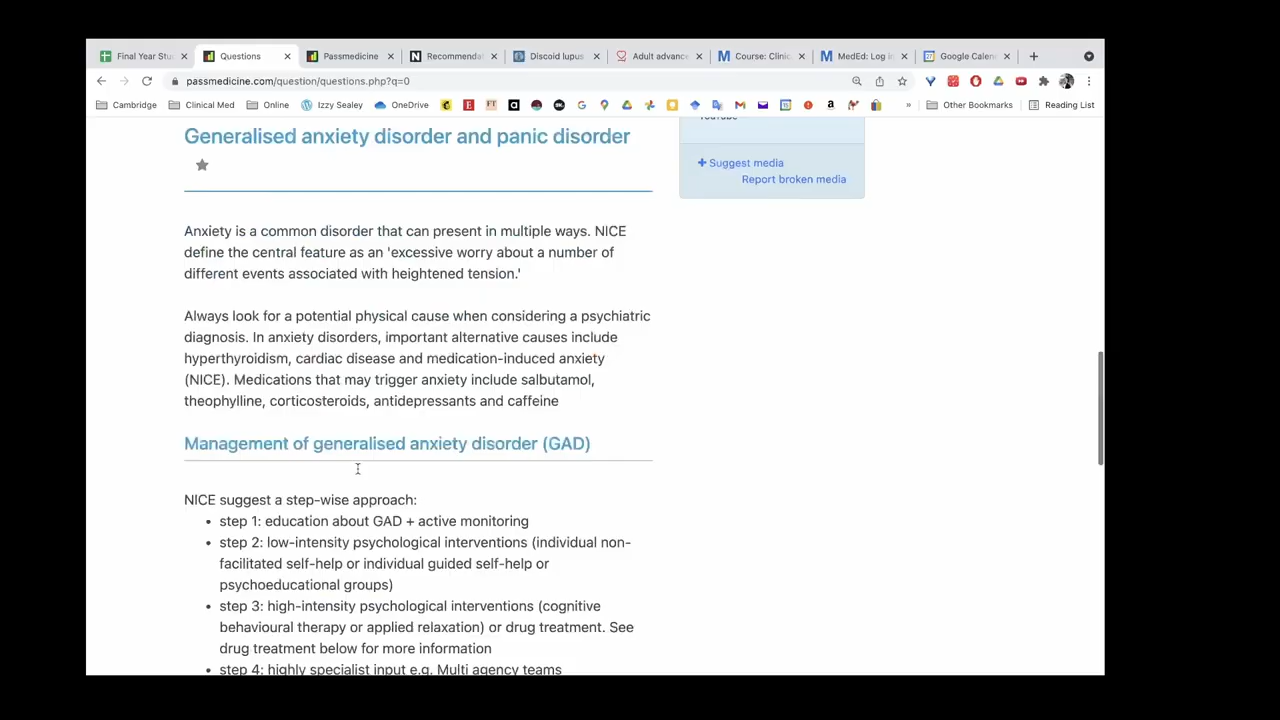 Final Year Stu
Questions
Passmedicine
Recommendat
Discoid lupus
Adult advance
Course: Clinic
MedEd: Log in
Google Calen
passmedicine.com/question/questions.php?q=0
Cambridge
Clinical Med
Online
Izzy Sealey
OneDrive
Other Bookmarks
Reading List
Generalised anxiety disorder and panic disorder
YouTube
+ Suggest media
Report broken media
Anxiety is a common disorder that can present in multiple ways. NICE
define the central feature as an 'excessive worry about a number of
different events associated with heightened tension.'
Always look for a potential physical cause when considering a psychiatric
diagnosis. In anxiety disorders, important alternative causes include
hyperthyroidism, cardiac disease and medication-induced anxiety
(NICE). Medications that may trigger anxiety include salbutamol,
theophylline, corticosteroids, antidepressants and caffeine
Management of generalised anxiety disorder (GAD)
NICE suggest a step-wise approach:
• step 1: education about GAD + active monitoring
• step 2: low-intensity psychological interventions (individual non-
facilitated self-help or individual guided self-help or
psychoeducational groups)
• step 3: high-intensity psychological interventions (cognitive
behavioural therapy or applied relaxation) or drug treatment. See
drug treatment below for more information
• step 4: highly specialist input e.g. Multi agency teams